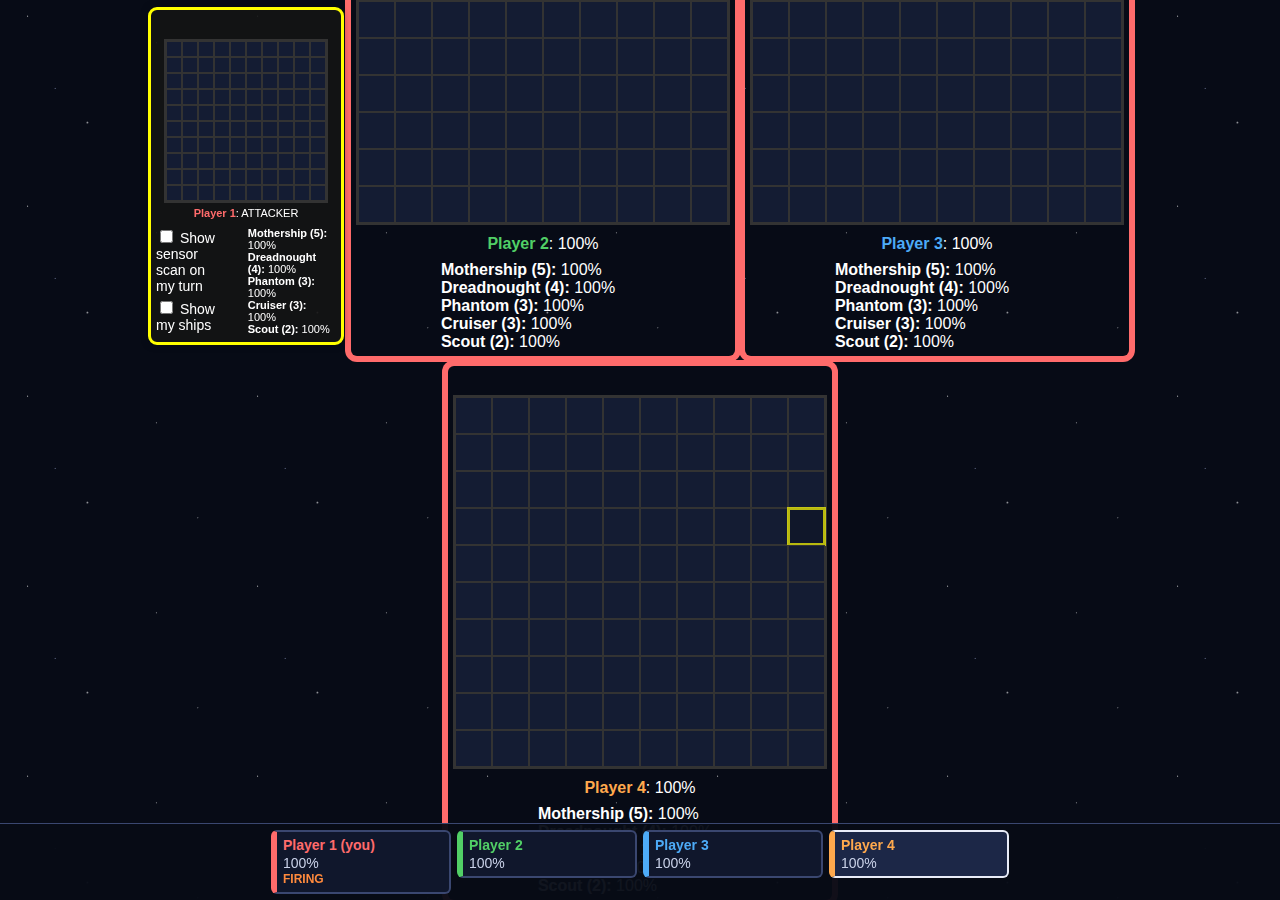 Player 1: ATTACKER
Show sensor scan on my turn
Show my ships
Mothership (5): 100%
Dreadnought (4): 100%
Phantom (3): 100%
Cruiser (3): 100%
Scout (2): 100%
Player 2: 100%
Mothership (5): 100%
Dreadnought (4): 100%
Phantom (3): 100%
Cruiser (3): 100%
Scout (2): 100%
Player 3: 100%
Mothership (5): 100%
Dreadnought (4): 100%
Phantom (3): 100%
Cruiser (3): 100%
Scout (2): 100%
Player 4: 100%
Mothership (5): 100%
Scout (2): 100%
Player 1 (you)
100%
FIRING
Player 2
100%
Player 3
100%
Player 4
100%